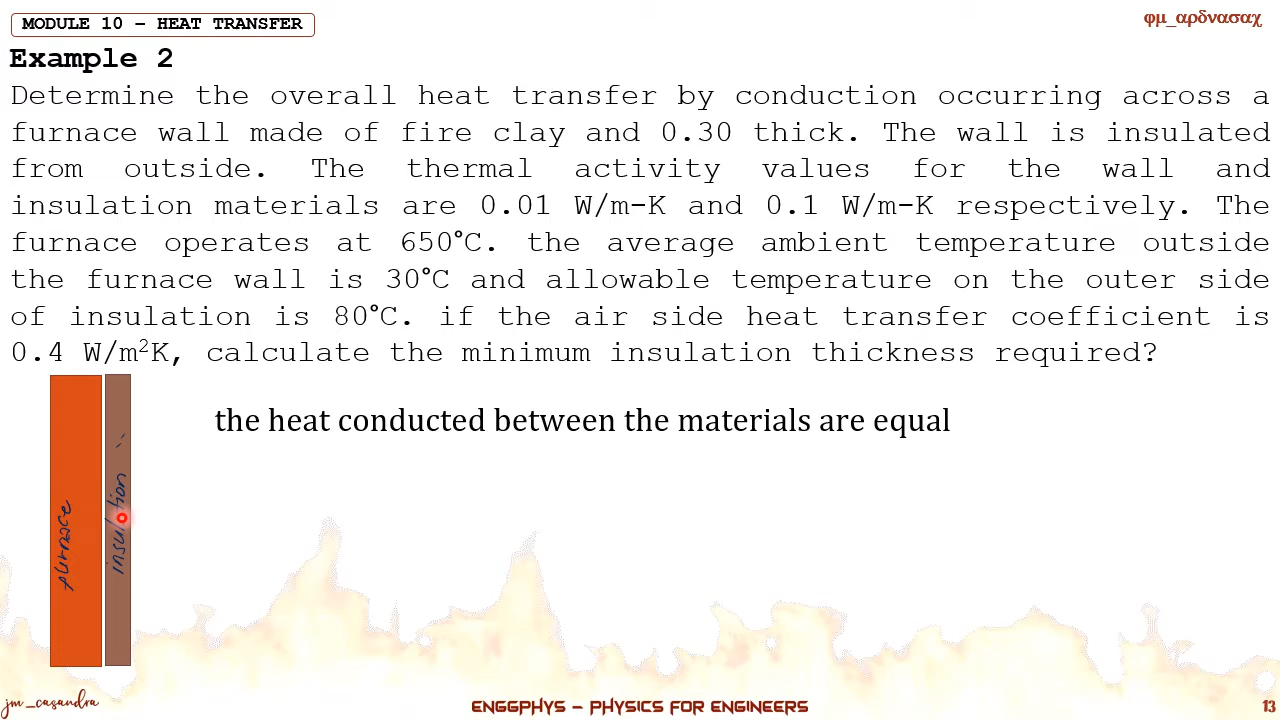 MODULE 10 – HEAT TRANSFER
φμ_αρδνασαχ
Example 2
Determine the overall heat transfer by conduction occurring across a
furnace wall made of fire clay and 0.30 thick. The wall is insulated
from outside. The thermal activity values for the wall and
insulation materials are 0.01 W/m-K and 0.1 W/m-K respectively. The
furnace operates at 650°C. the average ambient temperature outside
the furnace wall is 30°C and allowable temperature on the outer side
of insulation is 80°C. if the air side heat transfer coefficient is
0.4 W/m²K, calculate the minimum insulation thickness required?
the heat conducted between the materials are equal
furnace
insulation
jm_casandra
ENGGPHYS – PHYSICS FOR ENGINEERS
13